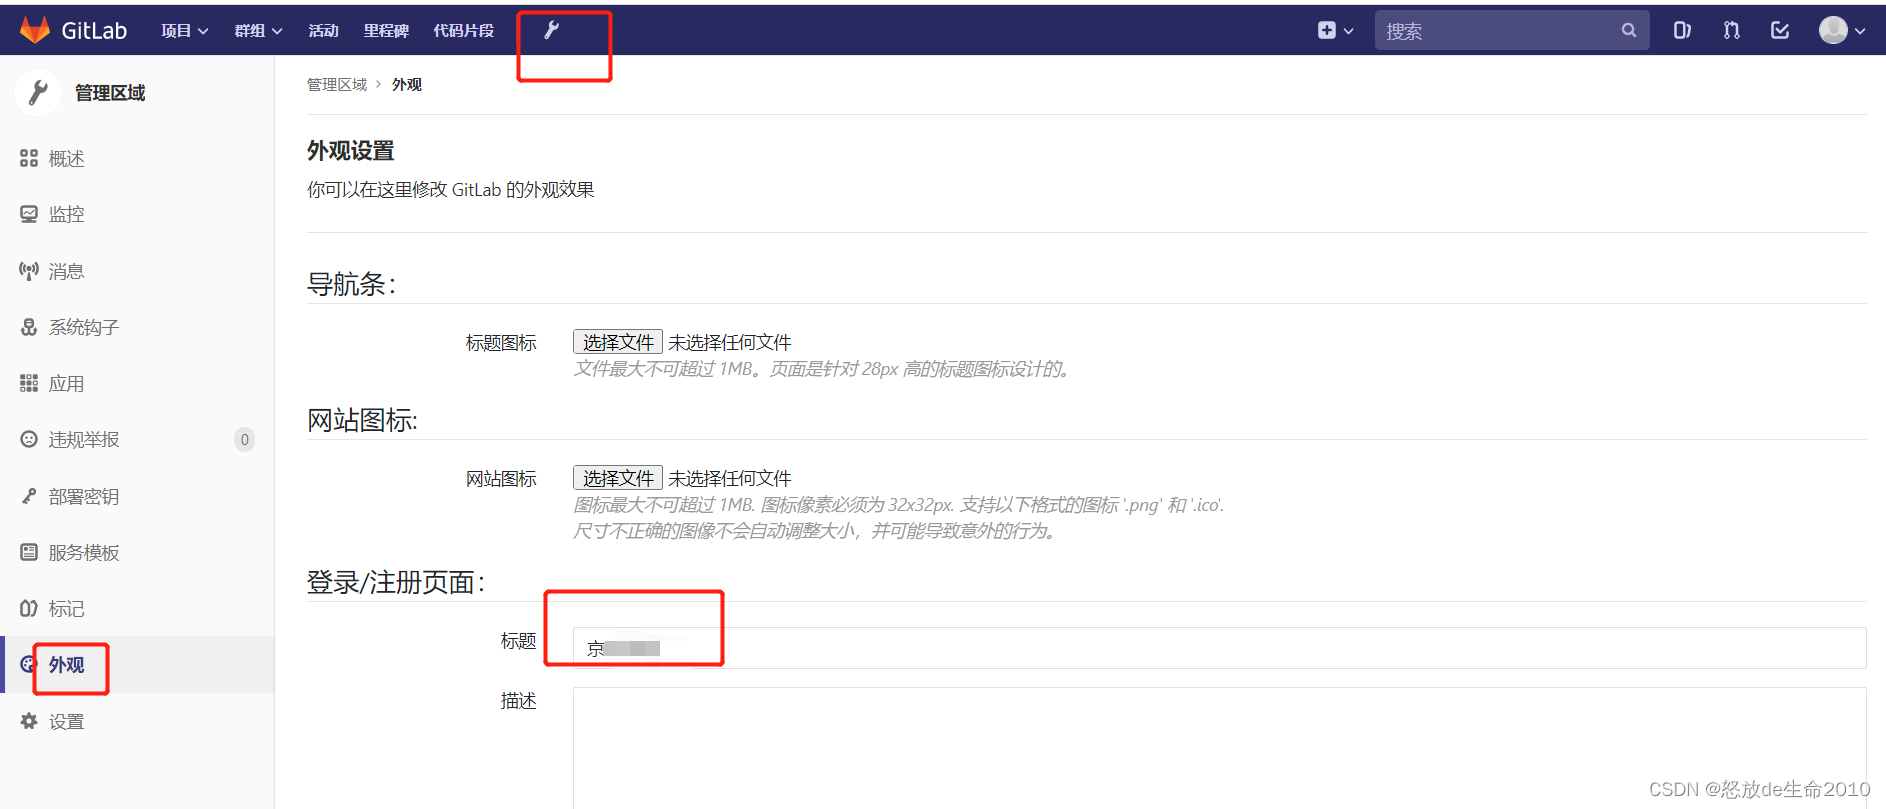 GitLab 项目 群组 活动 里程碑 代码片段 搜索
管理区域
管理区域 › 外观
概述
监控
消息
系统钩子
应用
违规举报 0
部署密钥
服务模板
标记
外观
设置
外观设置
你可以在这里修改 GitLab 的外观效果
导航条：
标题图标 选择文件 未选择任何文件
文件最大不可超过 1MB。页面是针对 28px 高的标题图标设计的。
网站图标:
网站图标 选择文件 未选择任何文件
图标最大不可超过 1MB. 图标像素必须为 32x32px. 支持以下格式的图标 '.png' 和 '.ico'.
尺寸不正确的图像不会自动调整大小，并可能导致意外的行为。
登录/注册页面：
标题 京
描述
CSDN @怒放de生命2010